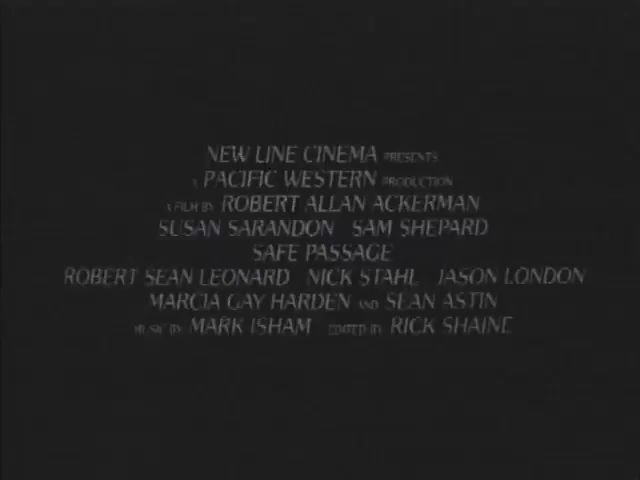 NEW LINE CINEMA PRESENTS
A PACIFIC WESTERN PRODUCTION
A FILM BY ROBERT ALLAN ACKERMAN
SUSAN SARANDON SAM SHEPARD
SAFE PASSAGE
ROBERT SEAN LEONARD NICK STAHL JASON LONDON
MARCIA GAY HARDEN AND SEAN ASTIN
MUSIC BY MARK ISHAM EDITED BY RICK SHAINE